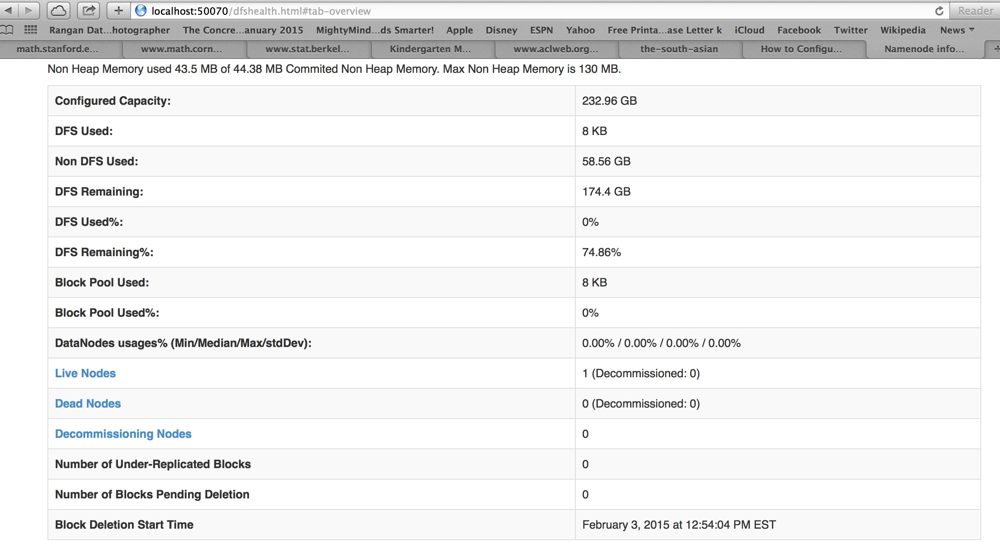 localhost:50070/dfshealth.html#tab-overview
Reader
Rangan Dat...hotographer The Concre...anuary 2015 MightyMind...ds Smarter! Apple Disney ESPN Yahoo Free Printa...ase Letter k iCloud Facebook Twitter Wikipedia News
math.stanford.e... www.math.corn... www.stat.berkel... Kindergarten M... www.aclweb.org... the-south-asian How to Configu... Namenode info...
Non Heap Memory used 43.5 MB of 44.38 MB Commited Non Heap Memory. Max Non Heap Memory is 130 MB.
Configured Capacity: 232.96 GB
DFS Used: 8 KB
Non DFS Used: 58.56 GB
DFS Remaining: 174.4 GB
DFS Used%: 0%
DFS Remaining%: 74.86%
Block Pool Used: 8 KB
Block Pool Used%: 0%
DataNodes usages% (Min/Median/Max/stdDev): 0.00% / 0.00% / 0.00% / 0.00%
Live Nodes 1 (Decommissioned: 0)
Dead Nodes 0 (Decommissioned: 0)
Decommissioning Nodes 0
Number of Under-Replicated Blocks 0
Number of Blocks Pending Deletion 0
Block Deletion Start Time February 3, 2015 at 12:54:04 PM EST